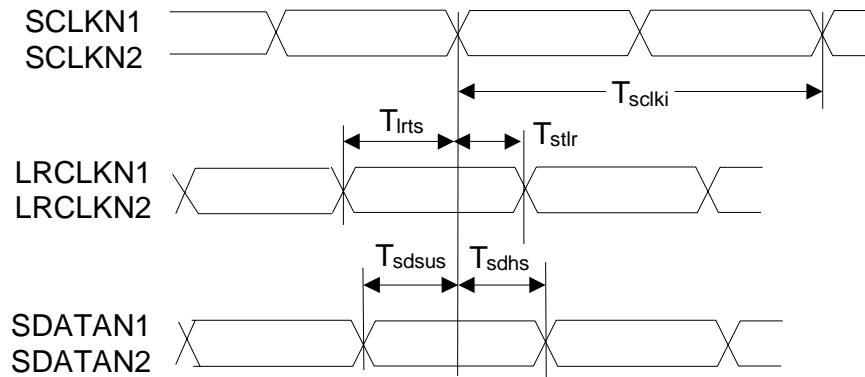 SCLKN1
SCLKN2
Tsclki
Tlrts
Tstlr
LRCLKN1
LRCLKN2
Tsdsus
Tsdhs
SDATAN1
SDATAN2